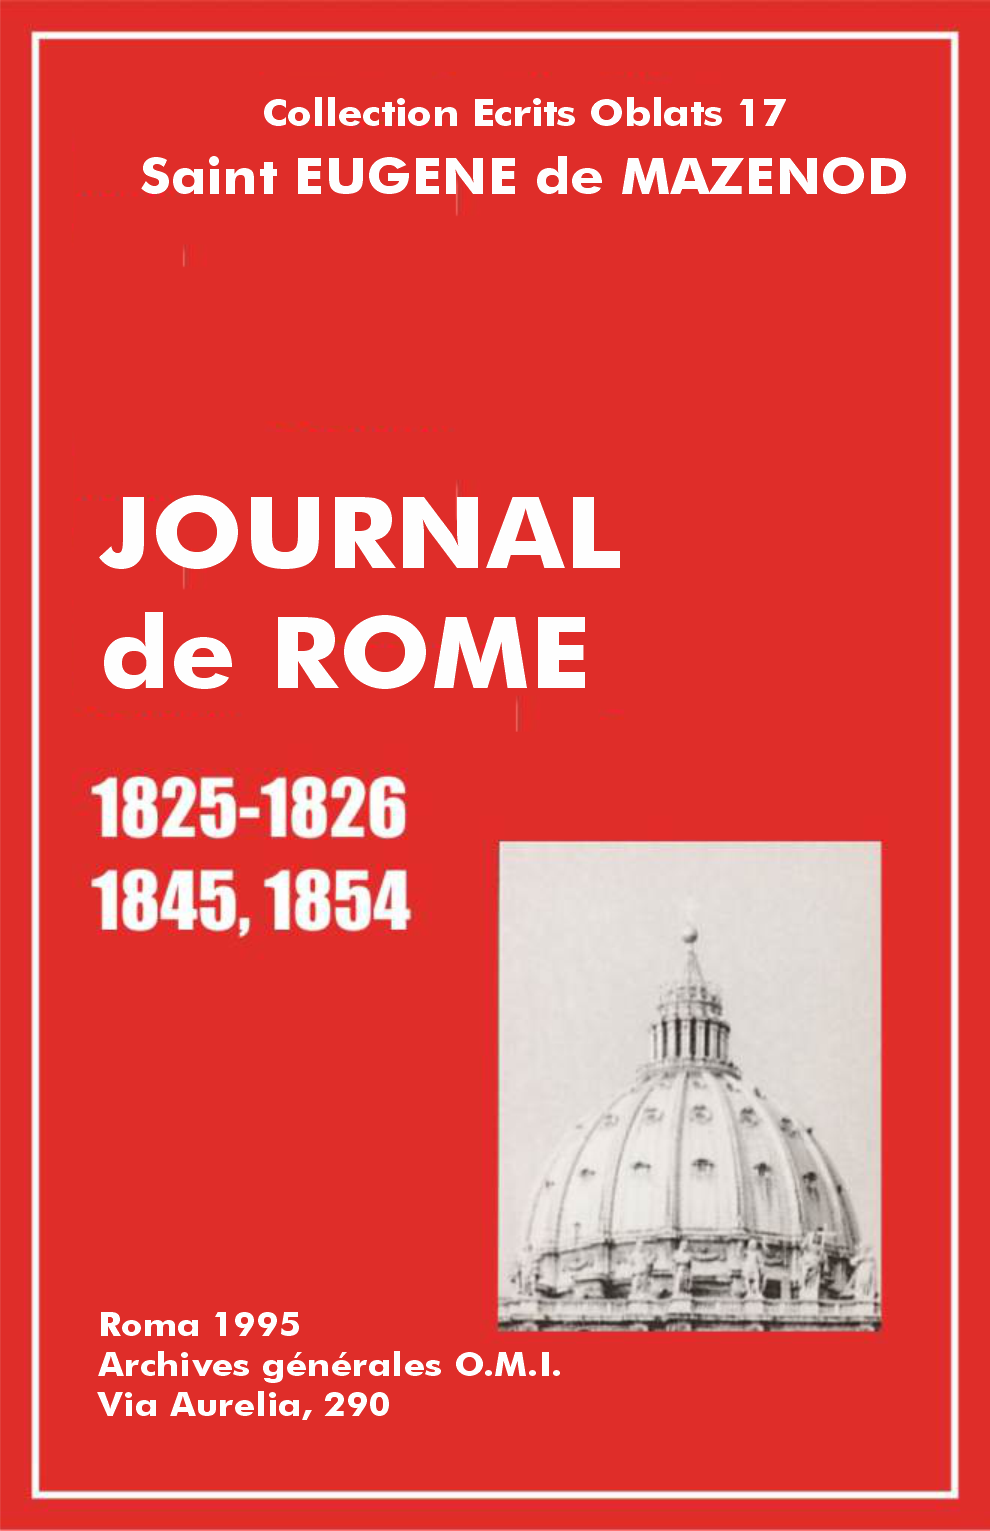 Collection Ecrits Oblats 17
Saint EUGENE de MAZENOD
JOURNAL
de ROME
1825-1826
1845, 1854
Roma 1995
Archives générales O.M.I.
Via Aurelia, 290